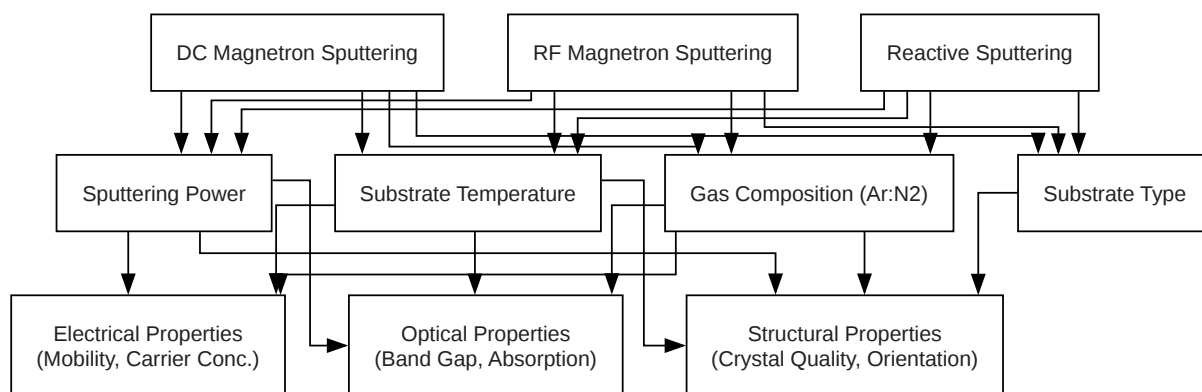 DC Magnetron Sputtering
RF Magnetron Sputtering
Reactive Sputtering
Sputtering Power
Substrate Temperature
Gas Composition (Ar:N2)
Substrate Type
Electrical Properties
(Mobility, Carrier Conc.)
Optical Properties
(Band Gap, Absorption)
Structural Properties
(Crystal Quality, Orientation)